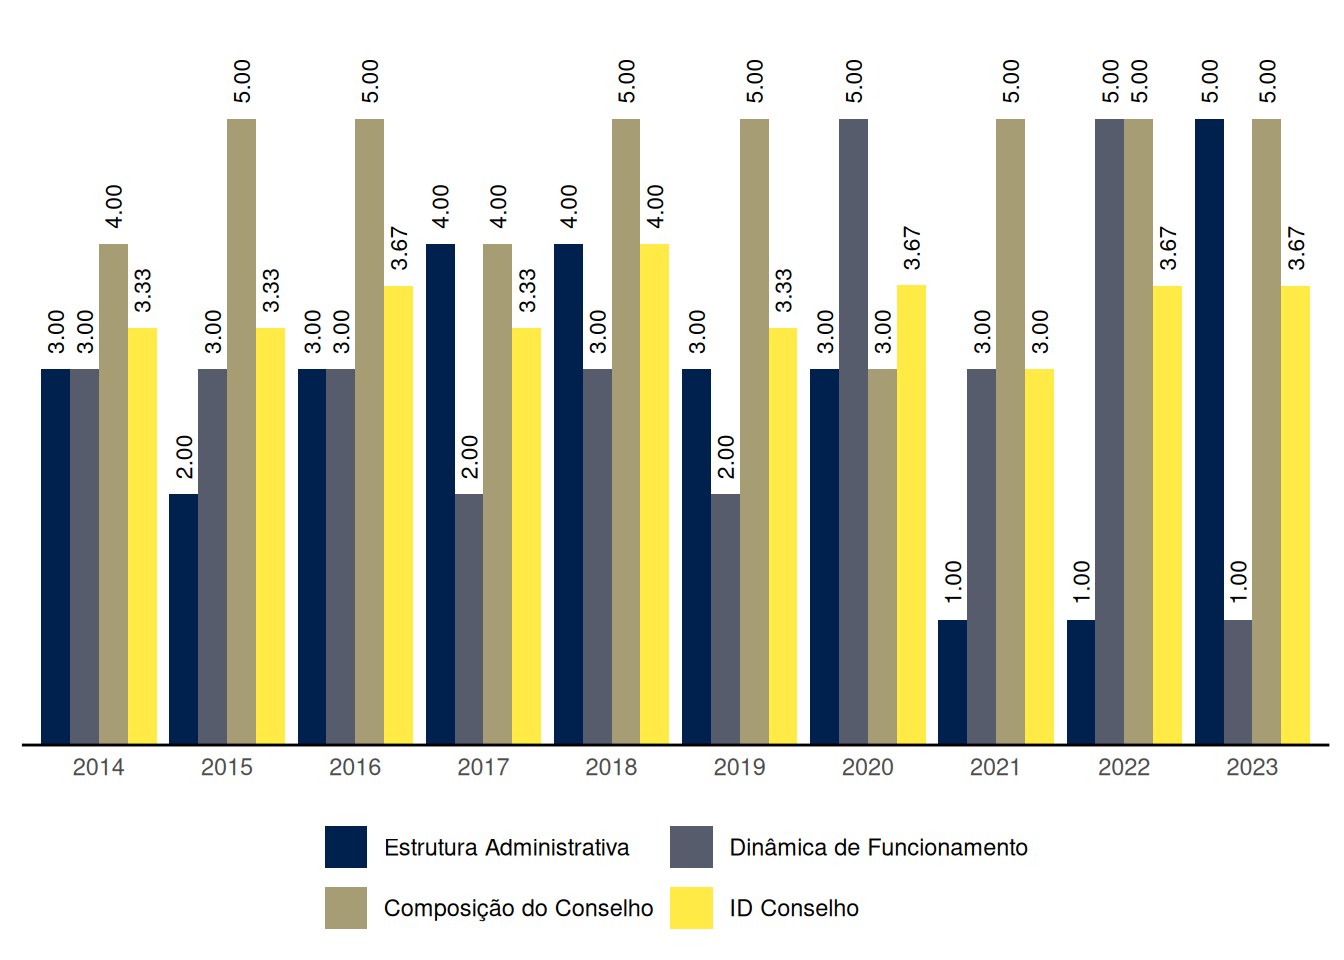 3.00 3.00 4.00 3.33 2.00 3.00 5.00 3.33 3.00 3.00 5.00 3.67 4.00 2.00 4.00 3.33 4.00 3.00 5.00 4.00 3.00 2.00 5.00 3.33 3.00 5.00 3.00 3.67 1.00 3.00 5.00 3.00 1.00 5.00 5.00 3.67 5.00 1.00 5.00 3.67
2014 2015 2016 2017 2018 2019 2020 2021 2022 2023
Estrutura Administrativa Dinâmica de Funcionamento
Composição do Conselho ID Conselho